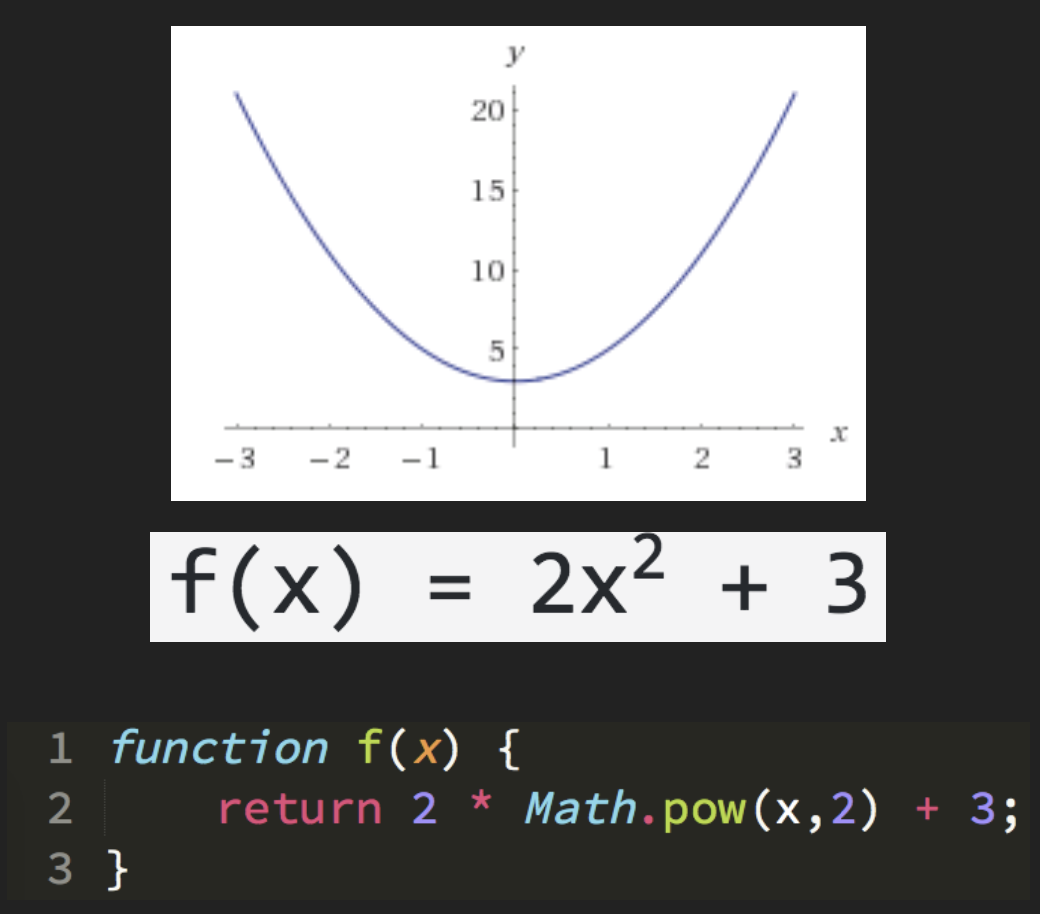 y
20
15
10
5
−3 −2 −1 1 2 3 x
f(x) = 2x² + 3
1 function f(x) {
2 return 2 * Math.pow(x,2) + 3;
3 }